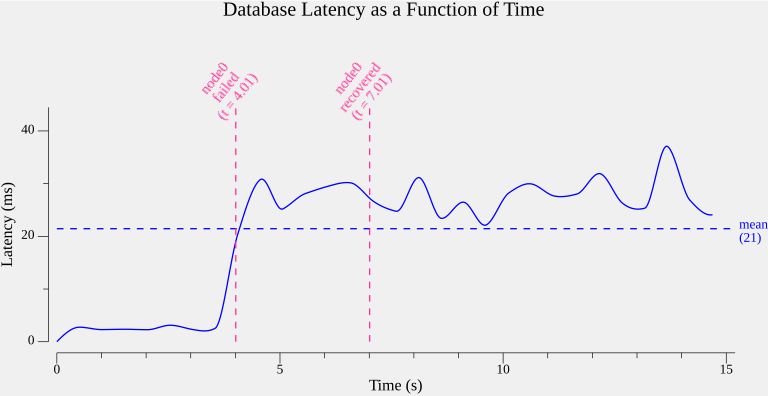 Database Latency as a Function of Time
node0
failed
(t = 4.01)
node0
recovered
(t = 7.01)
Latency (ms)
40
20
0
mean
(21)
0
5
10
15
Time (s)